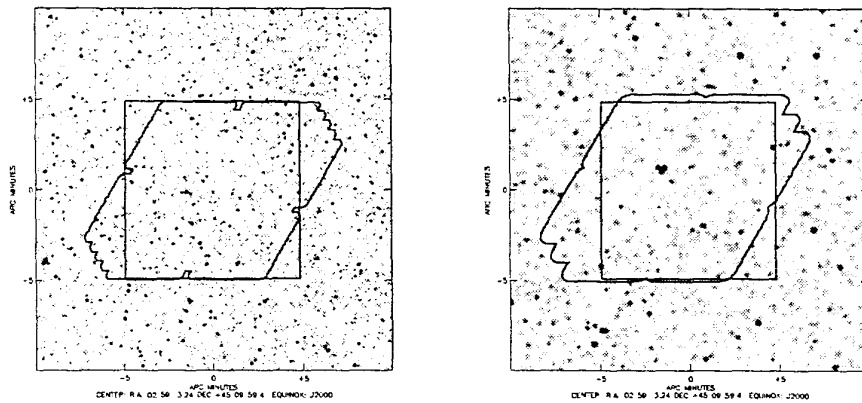 +5
0
-5
ARC MINUTES
-5
0
+5
ARC MINUTES
CENTER: R.A. 02 59 3.24 DEC +45 09 59.4 EQUINOX: J2000
+5
0
-5
ARC MINUTES
-5
0
+5
ARC MINUTES
CENTER: R.A. 02 59 3.24 DEC +45 09 59.4 EQUINOX: J2000